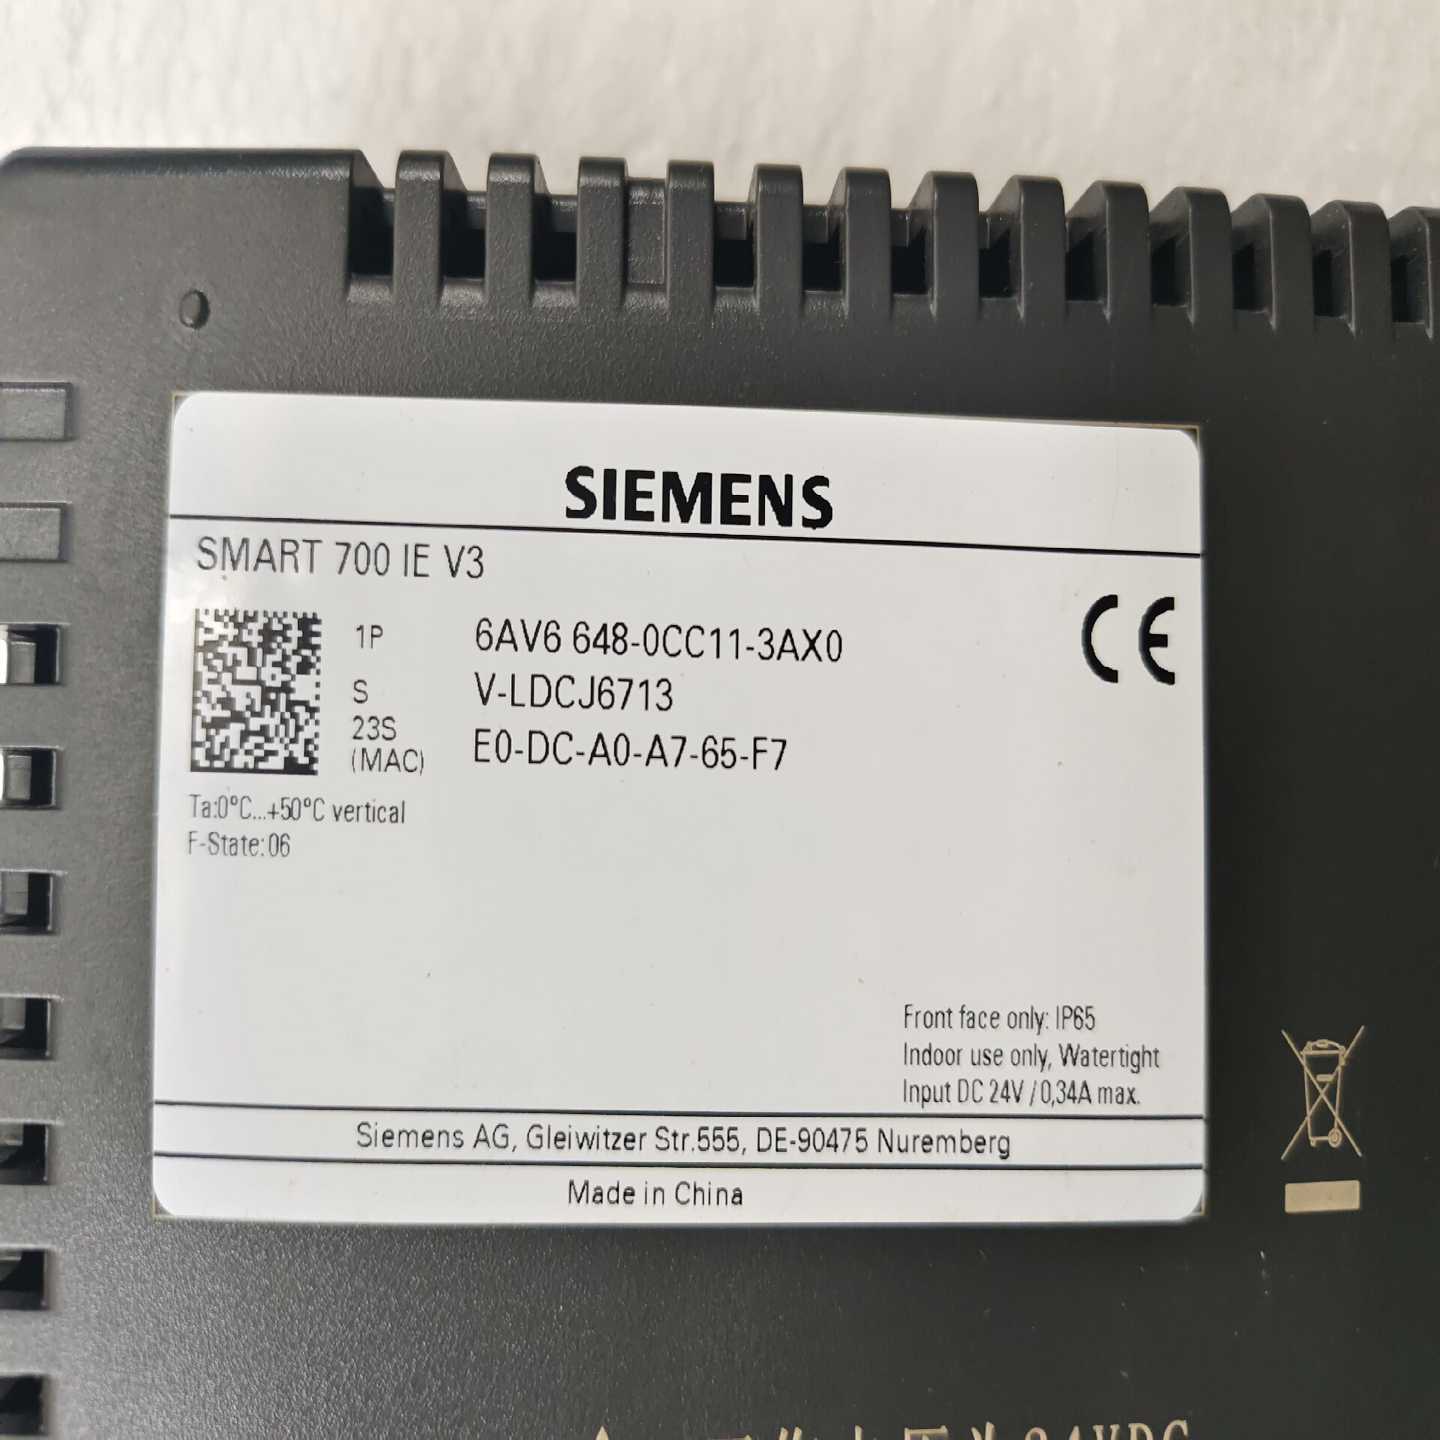 SIEMENS
SMART 700 IE V3
1P 6AV6 648-0CC11-3AX0
S V-LDCJ6713
23S (MAC) E0-DC-A0-A7-65-F7
Ta:0°C...+50°C vertical
F-State:06
CE
Front face only: IP65
Indoor use only, Watertight
Input DC 24V / 0,34A max.
Siemens AG, Gleiwitzer Str.555, DE-90475 Nuremberg
Made in China
24VDC